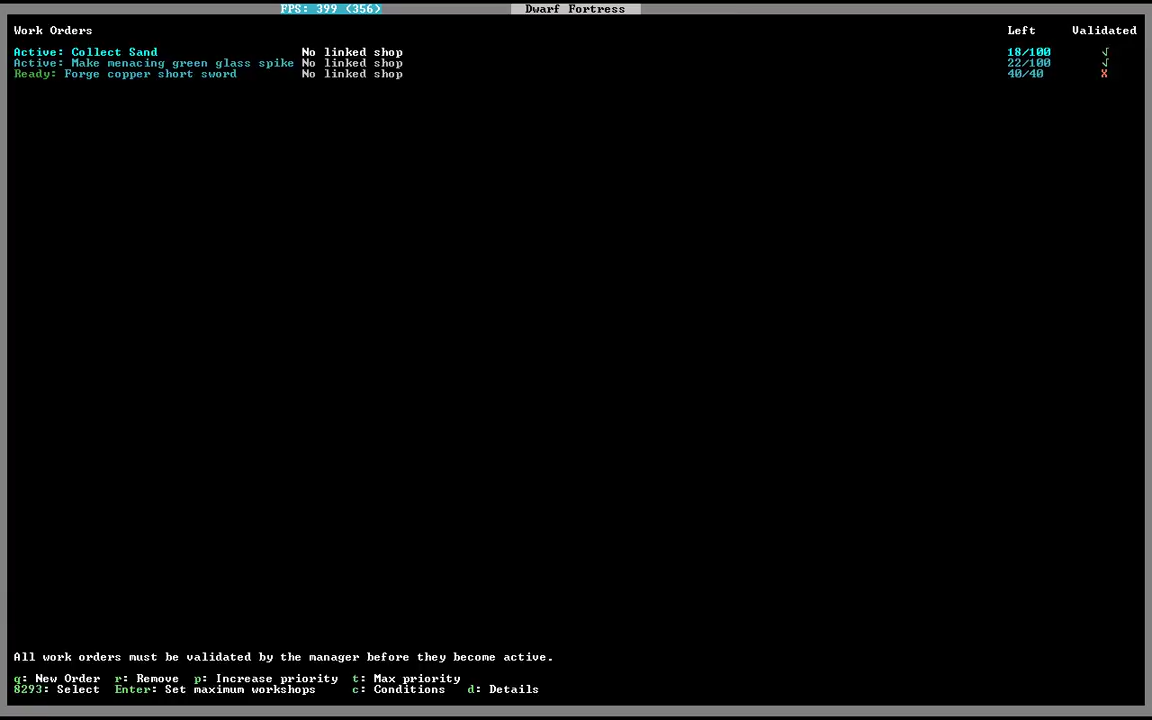 FPS: 399 (356) Dwarf Fortress
Work Orders Left Validated
Active: Collect Sand No linked shop 18/100 √
Active: Make menacing green glass spike No linked shop 22/100 √
Ready: Forge copper short sword No linked shop 40/40 X
All work orders must be validated by the manager before they become active.
q: New Order r: Remove p: Increase priority t: Max priority
8293: Select Enter: Set maximum workshops c: Conditions d: Details